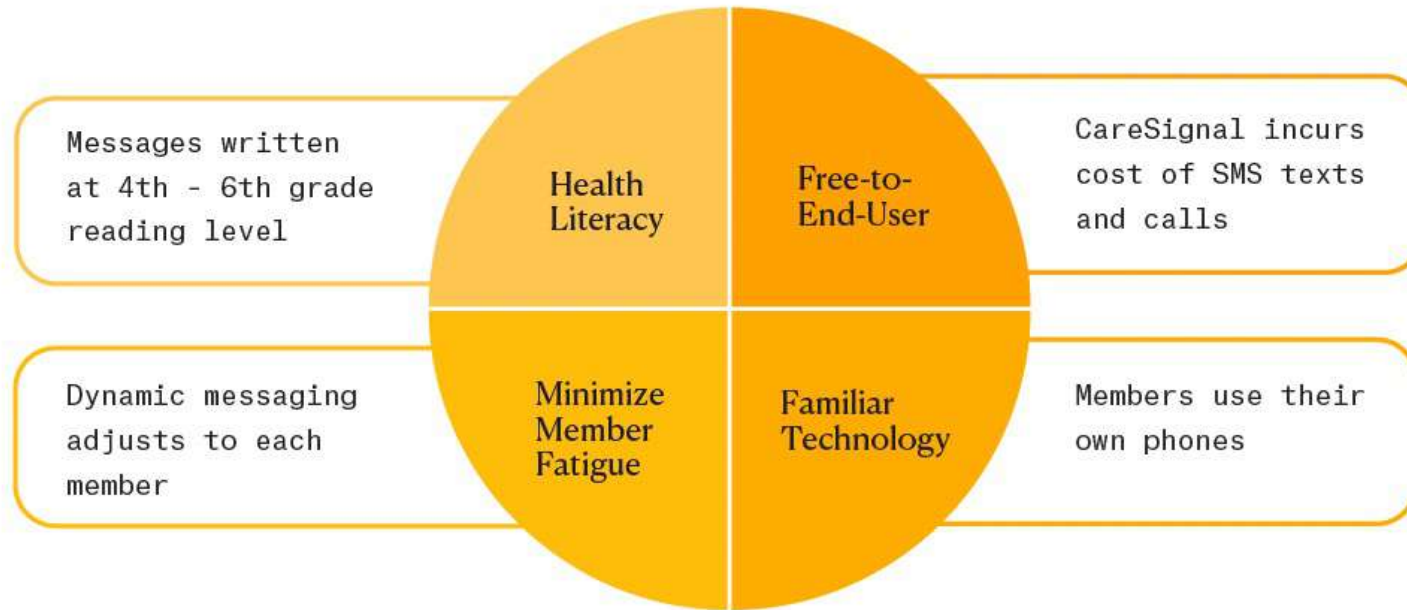 Messages written
at 4th - 6th grade
reading level
Health
Literacy
Free-to-
End-User
CareSignal incurs
cost of SMS texts
and calls
Dynamic messaging
adjusts to each
member
Minimize
Member
Fatigue
Familiar
Technology
Members use their
own phones